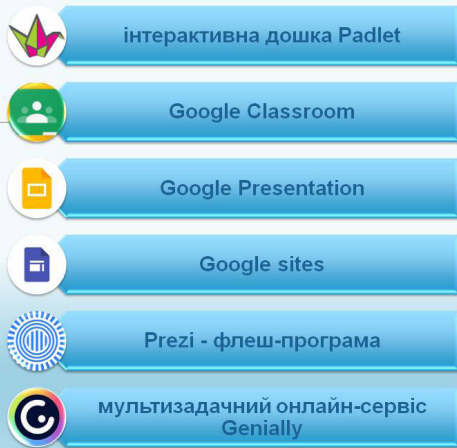 інтерактивна дошка Padlet
Google Classroom
Google Presentation
Google sites
Prezi - флеш-програма
мультизадачний онлайн-сервіс
Genially